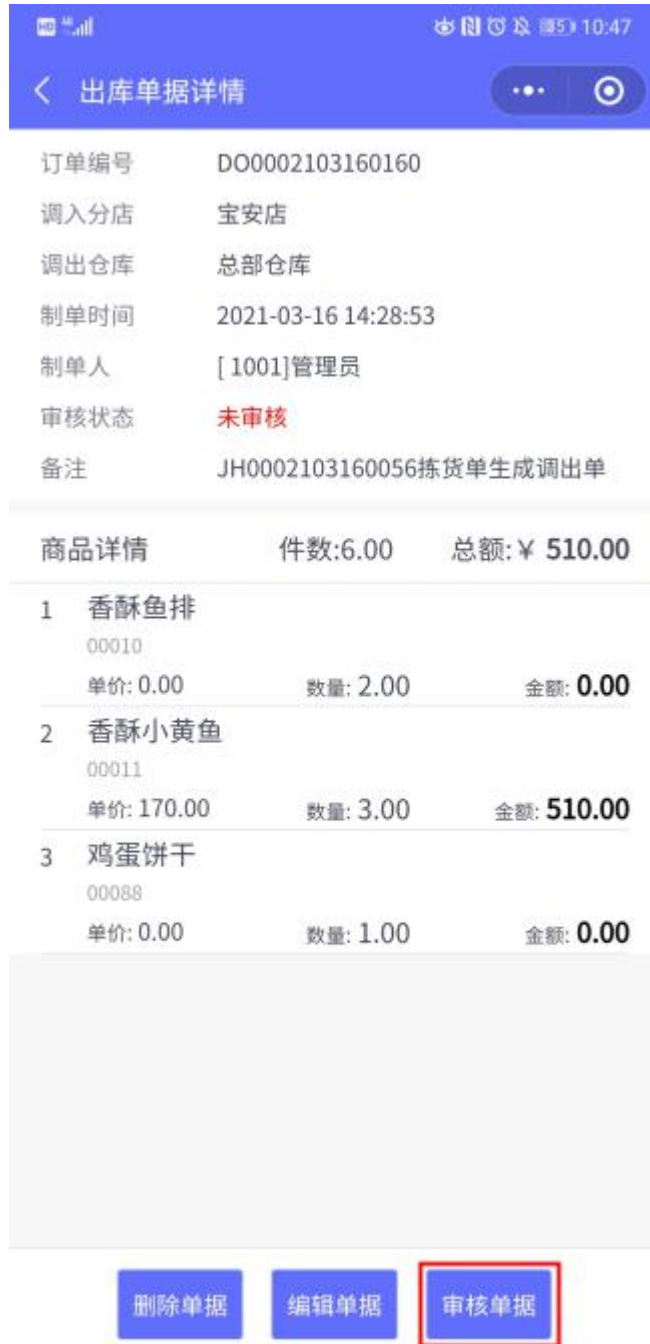 HD 4G 85 10:47
出库单据详情
订单编号 DO0002103160160
调入分店 宝安店
调出仓库 总部仓库
制单时间 2021-03-16 14:28:53
制单人 [ 1001]管理员
审核状态 未审核
备注 JH0002103160056拣货单生成调出单
商品详情 件数:6.00 总额:¥ 510.00
1 香酥鱼排
00010
单价: 0.00 数量: 2.00 金额: 0.00
2 香酥小黄鱼
00011
单价: 170.00 数量: 3.00 金额: 510.00
3 鸡蛋饼干
00088
单价: 0.00 数量: 1.00 金额: 0.00
删除单据 编辑单据 审核单据